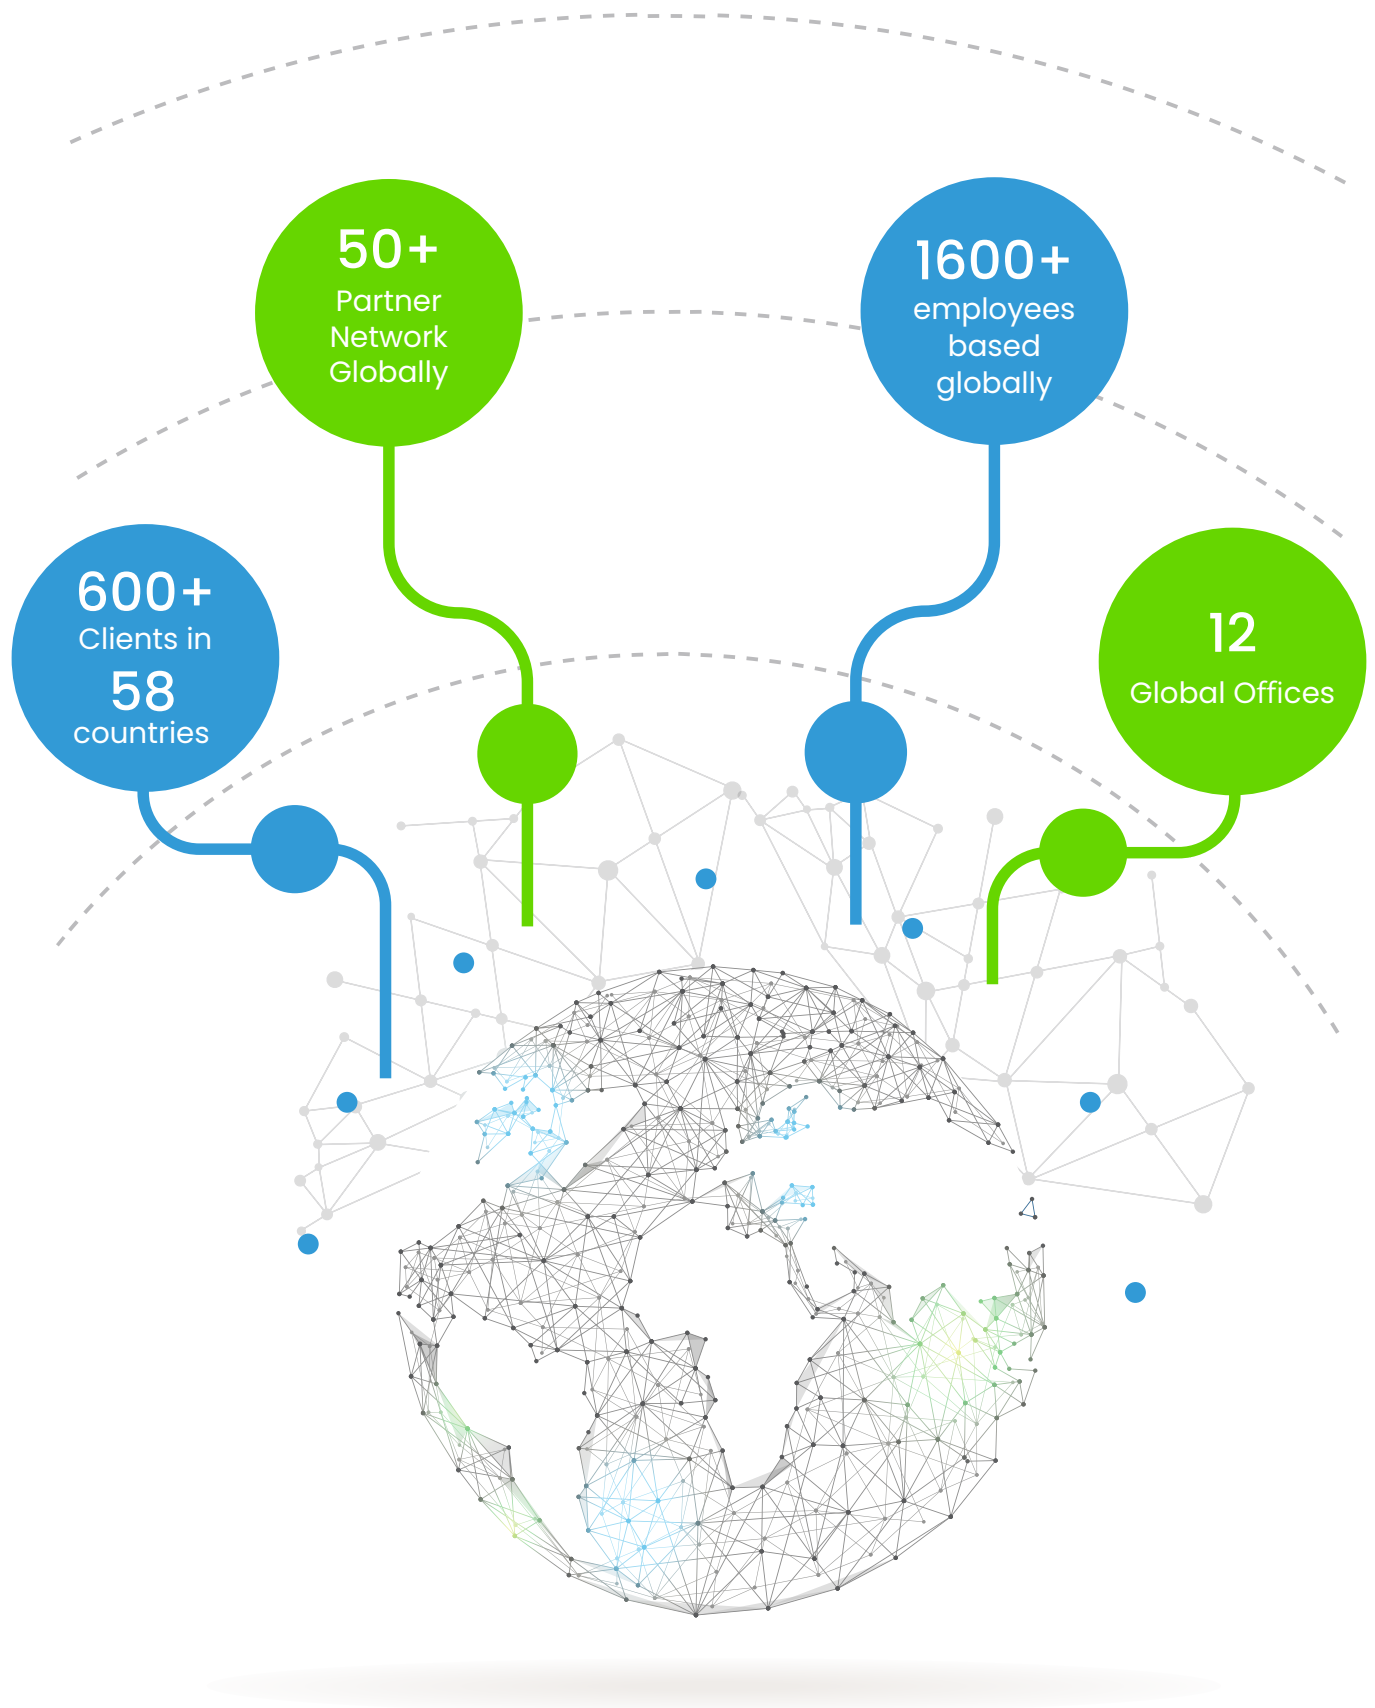 50+
Partner
Network
Globally
1600+
employees
based
globally
600+
Clients in
58
countries
12
Global Offices